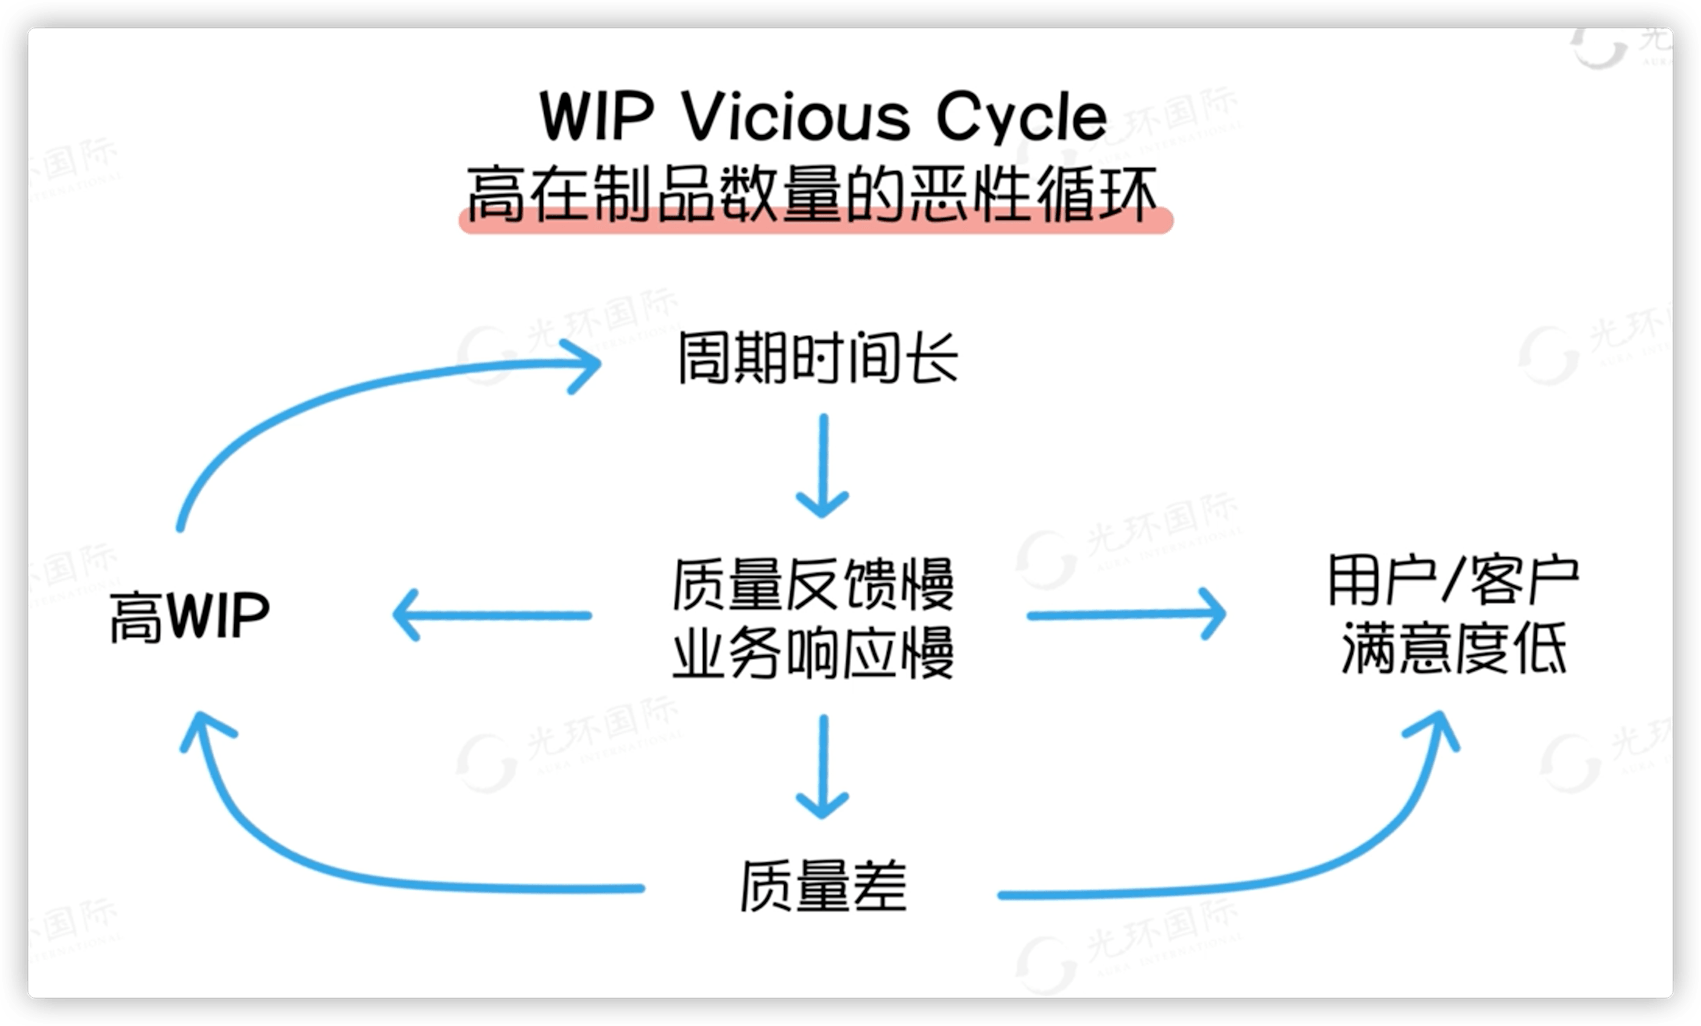 WIP Vicious Cycle
高在制品数量的恶性循环
周期时间长
质量反馈慢
业务响应慢
高WIP
用户/客户
满意度低
质量差
光环国际
AURA INTERNATIONAL